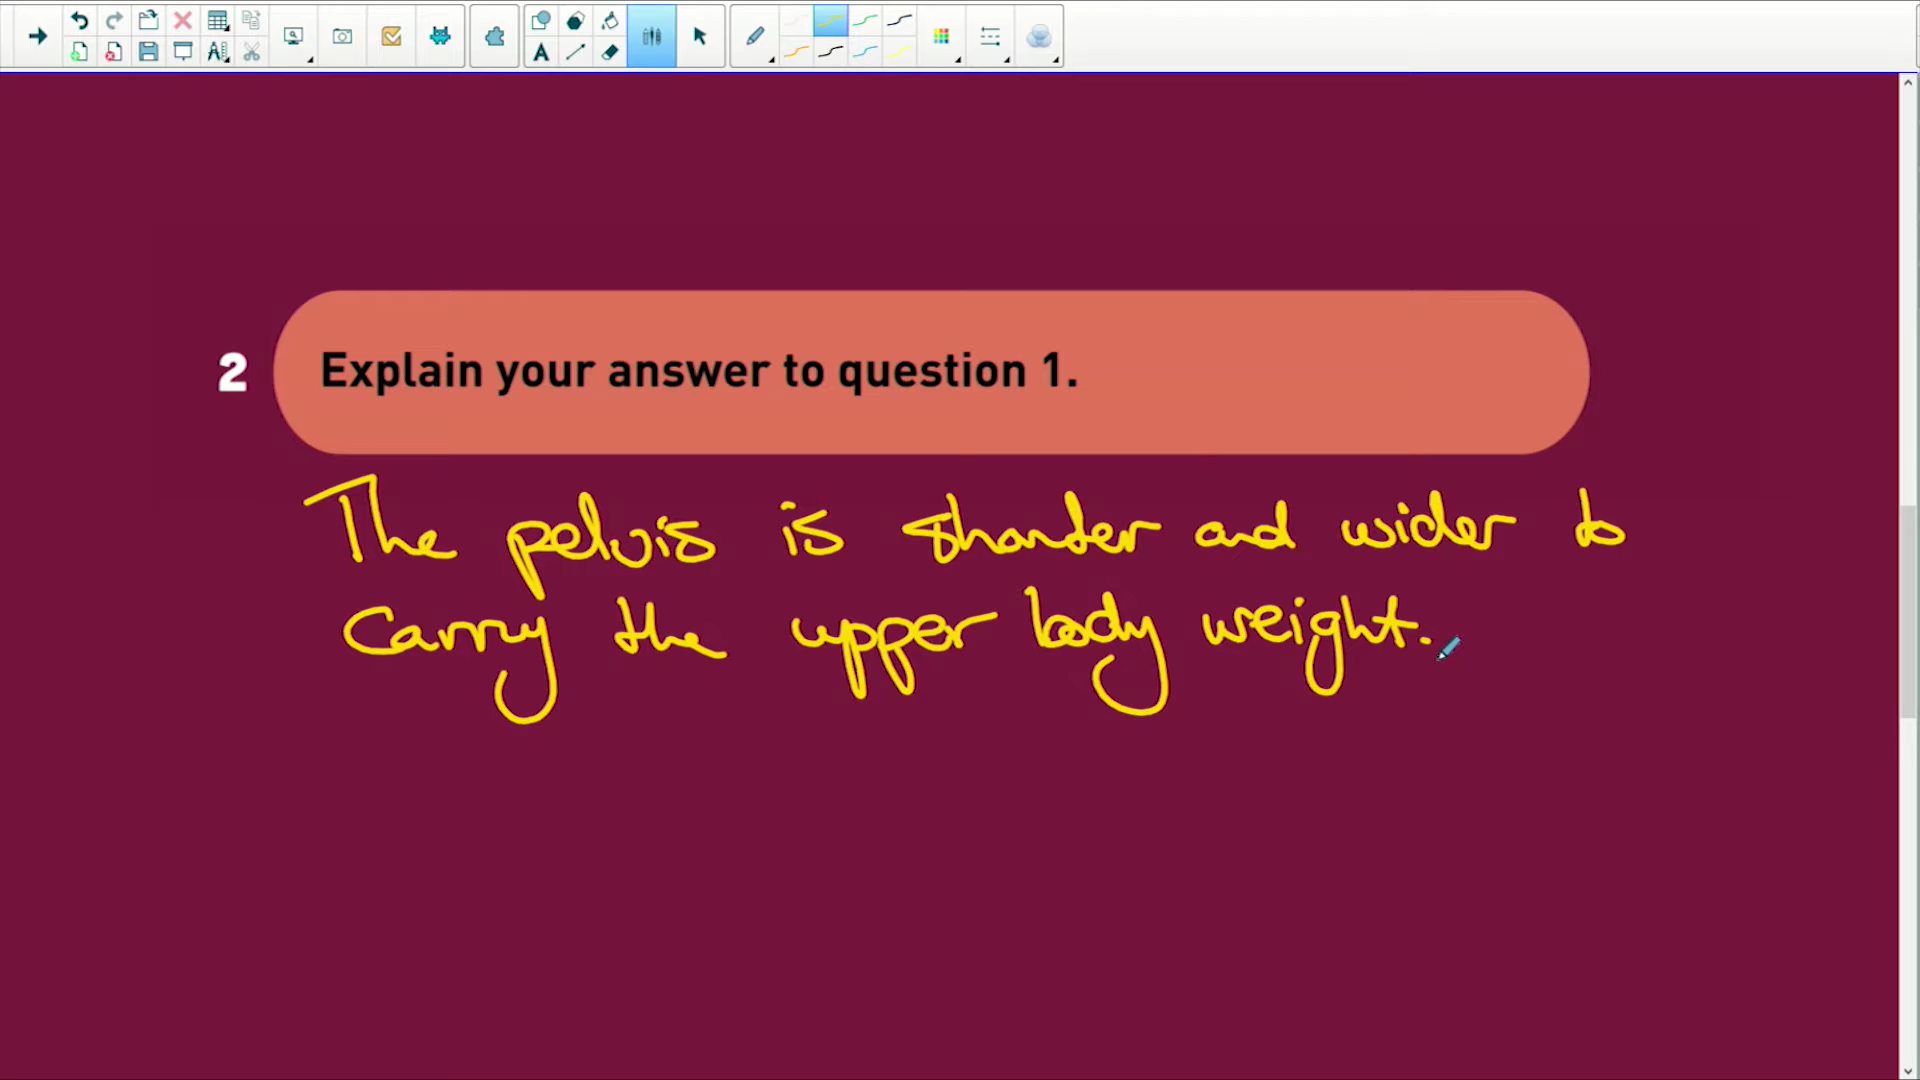 2 Explain your answer to question 1.
The pelvis is shorter and wider to
carry the upper body weight.